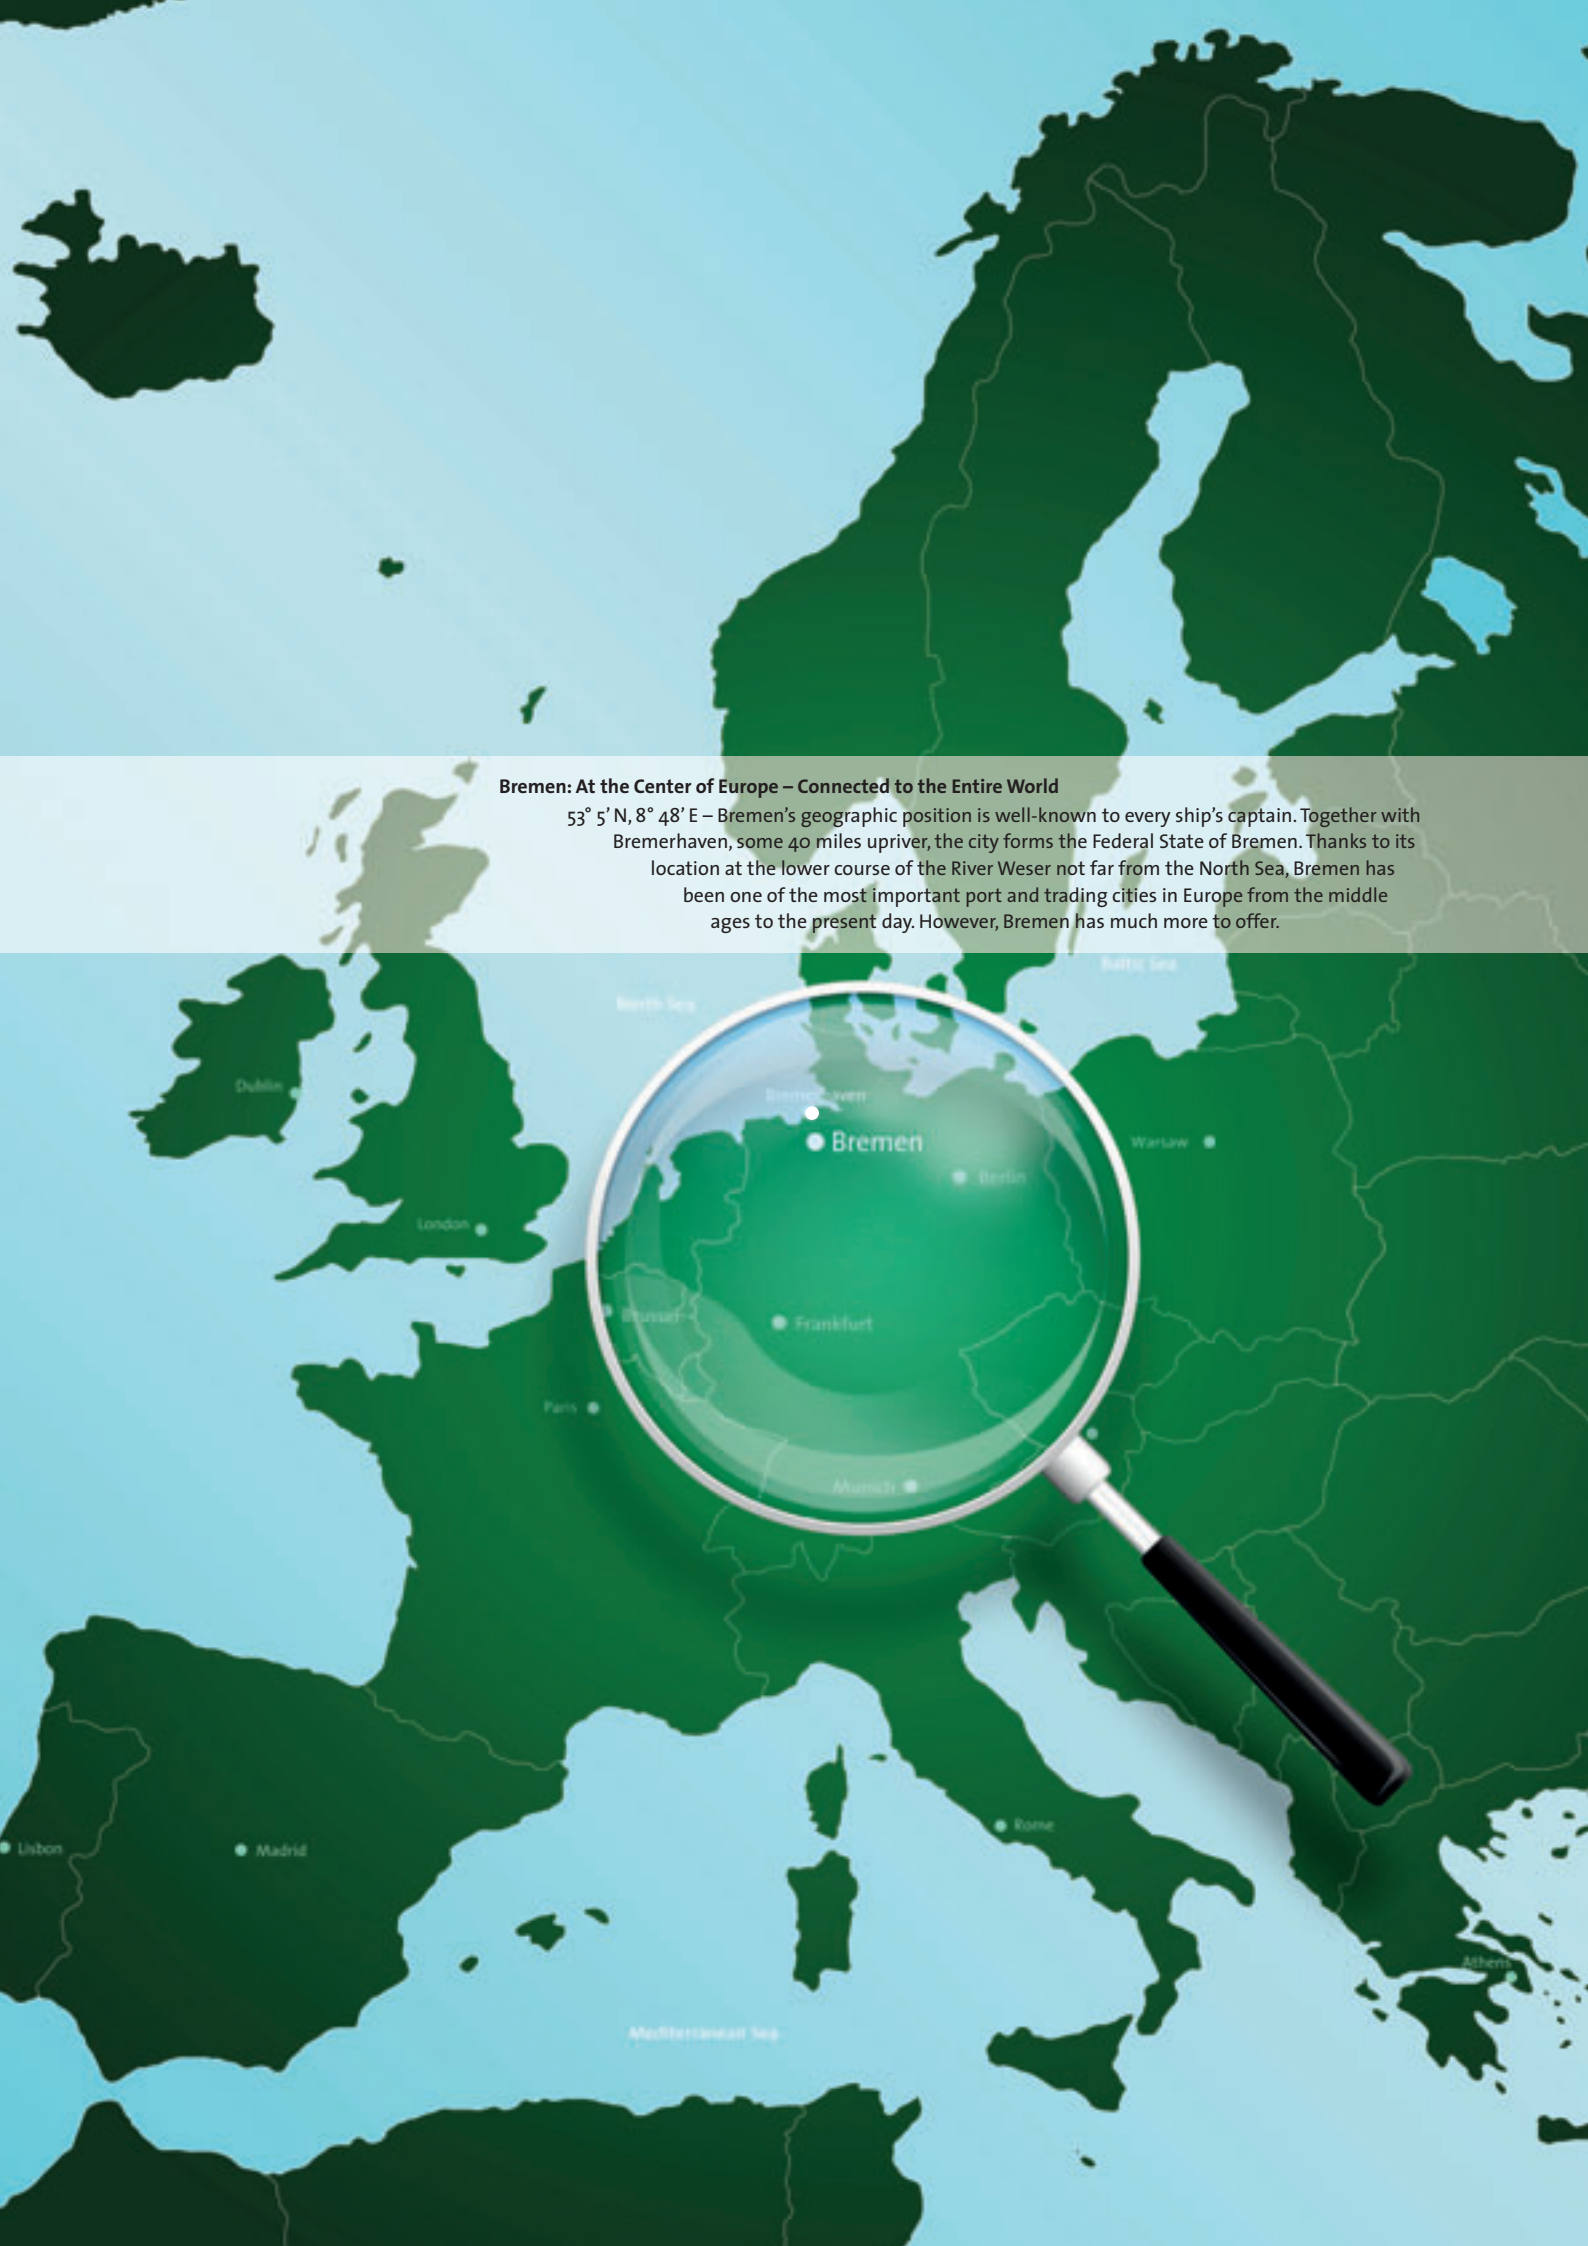 Bremen: At the Center of Europe – Connected to the Entire World
53° 5’ N, 8° 48’ E – Bremen’s geographic position is well-known to every ship’s captain. Together with
Bremerhaven, some 40 miles upriver, the city forms the Federal State of Bremen. Thanks to its
location at the lower course of the River Weser not far from the North Sea, Bremen has
been one of the most important port and trading cities in Europe from the middle
ages to the present day. However, Bremen has much more to offer.
Baltic Sea
North Sea
Dublin
Bremerhaven
Bremen
Warsaw
Berlin
London
Brussel
Frankfurt
Paris
Munich
Rome
Lisbon
Madrid
Athens
Mediterranean Sea